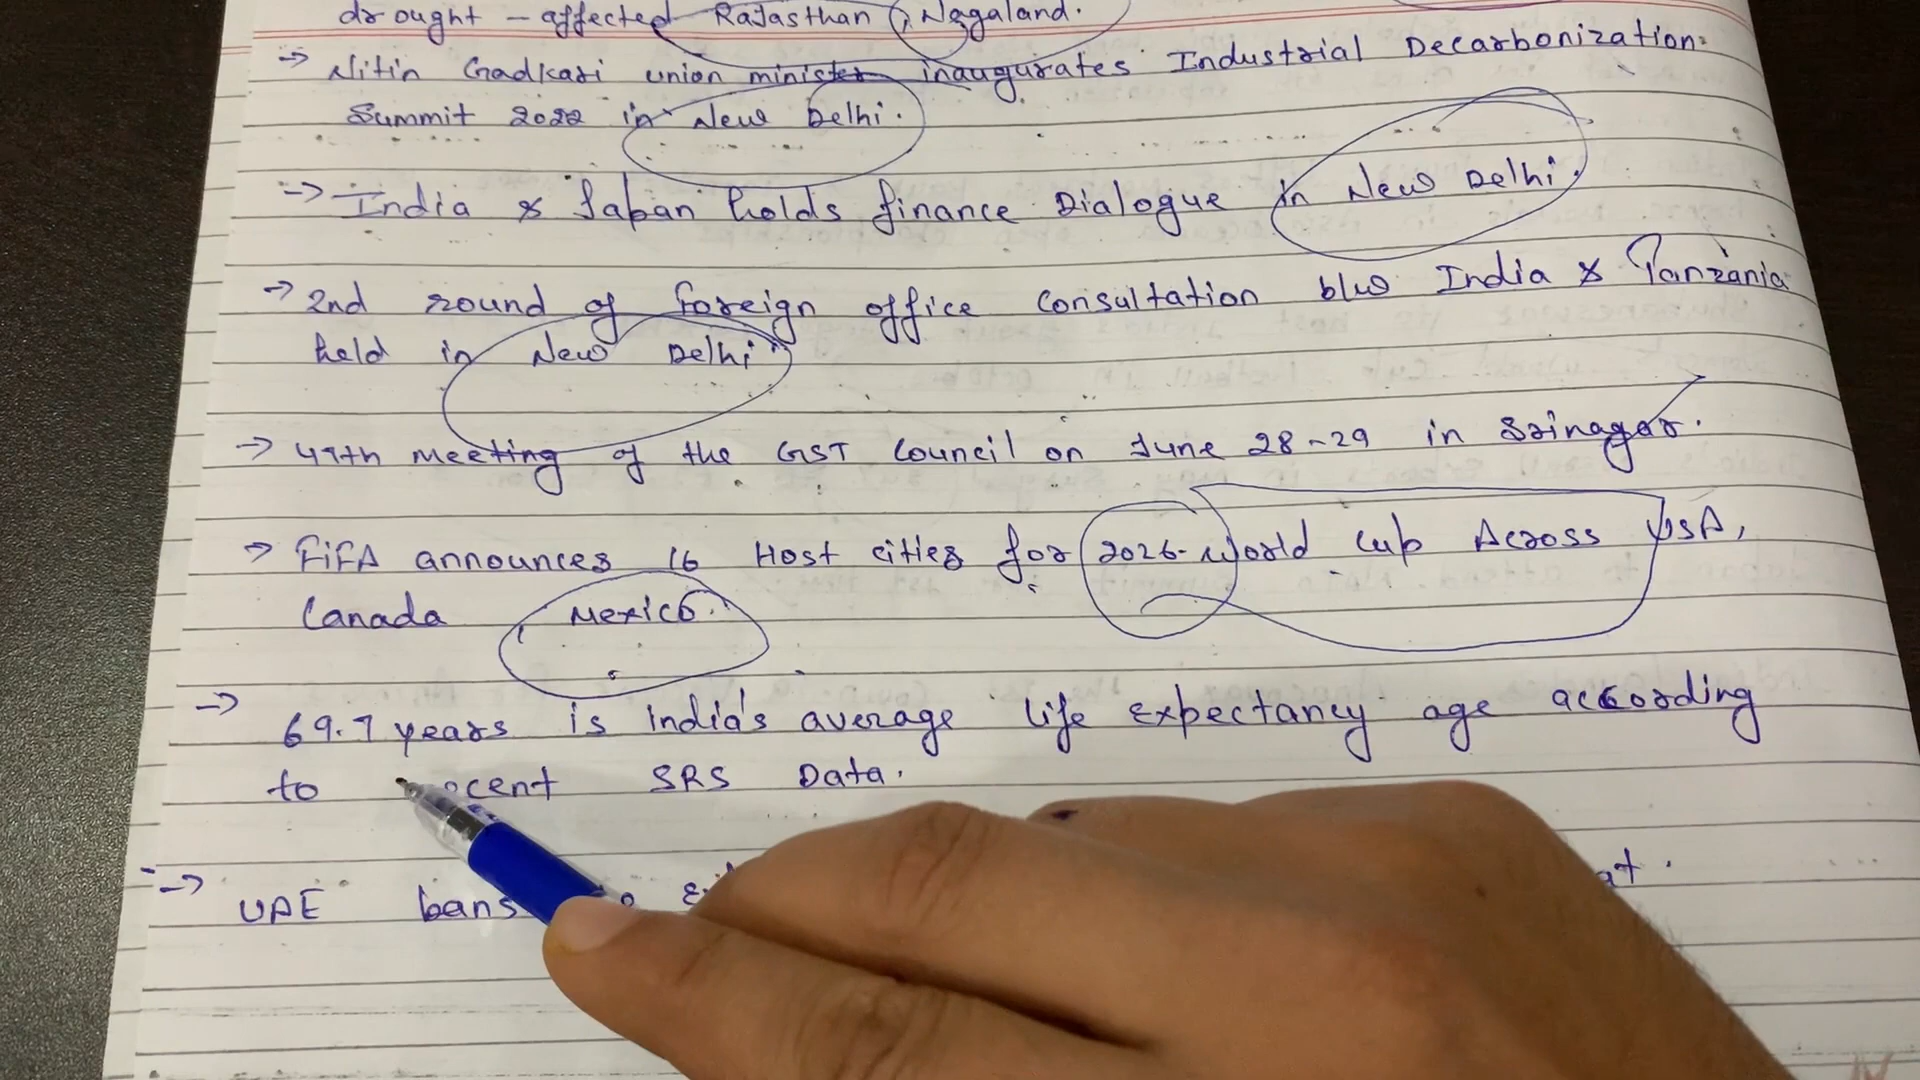 drought - affected Rajasthan, Nagaland.
→ Nitin Gadkari union minister inaugurates Industrial Decarbonization
Summit 2022 in New Delhi.
→ India & Japan holds finance Dialogue in New Delhi.
→ 2nd round of foreign office consultation b/w India & Tanzania
held in New Delhi
→ 47th meeting of the GST Council on June 28-29 in Srinagar.
→ FIFA announces 16 Host cities for 2026 - World Cup Across USA,
Canada Mexico.
→ 69.7 years is India's average life expectancy age according
to SRS Data.
→ UAE bans